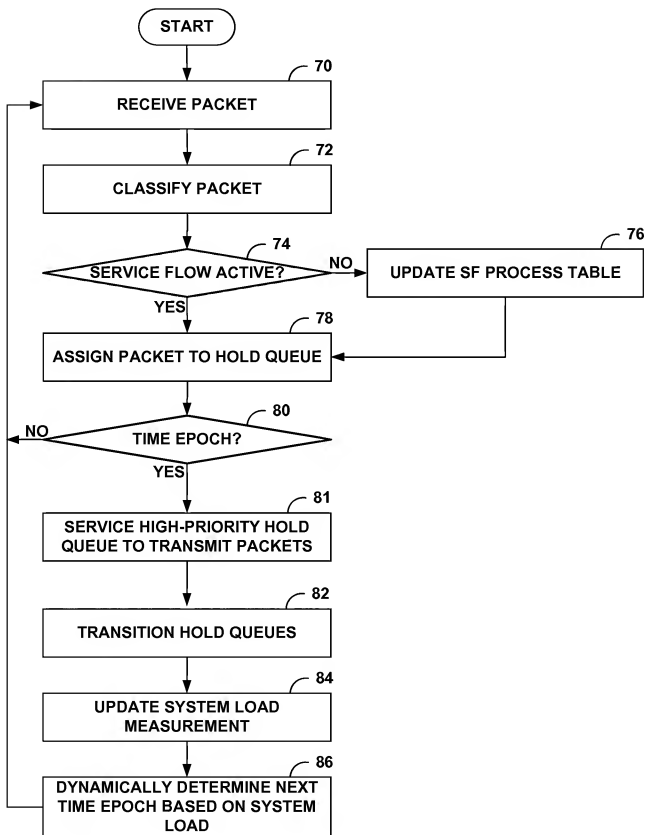 START
70
RECEIVE PACKET
72
CLASSIFY PACKET
74
SERVICE FLOW ACTIVE?
NO
76
UPDATE SF PROCESS TABLE
YES
78
ASSIGN PACKET TO HOLD QUEUE
80
NO
TIME EPOCH?
YES
81
SERVICE HIGH-PRIORITY HOLD
QUEUE TO TRANSMIT PACKETS
82
TRANSITION HOLD QUEUES
84
UPDATE SYSTEM LOAD
MEASUREMENT
86
DYNAMICALLY DETERMINE NEXT
TIME EPOCH BASED ON SYSTEM
LOAD